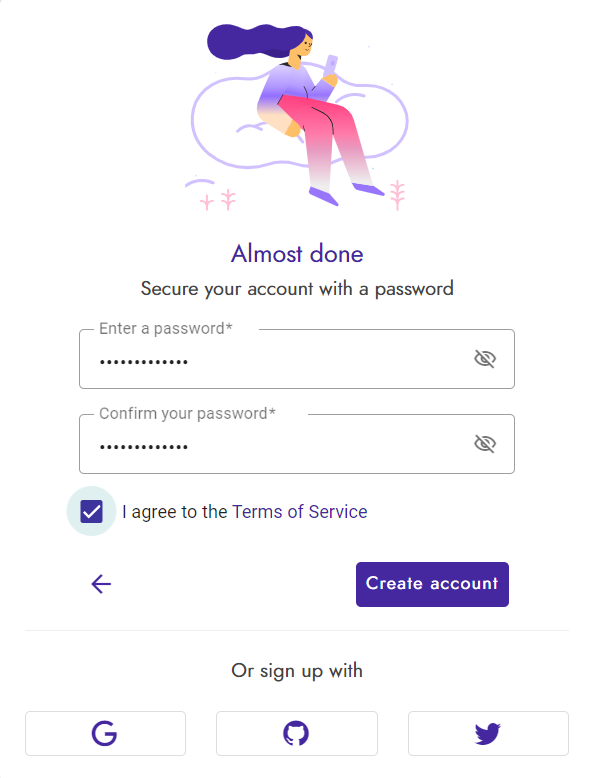 Almost done
Secure your account with a password
Enter a password*
•••••••••••••
Confirm your password*
•••••••••••••
I agree to the Terms of Service
Create account
Or sign up with